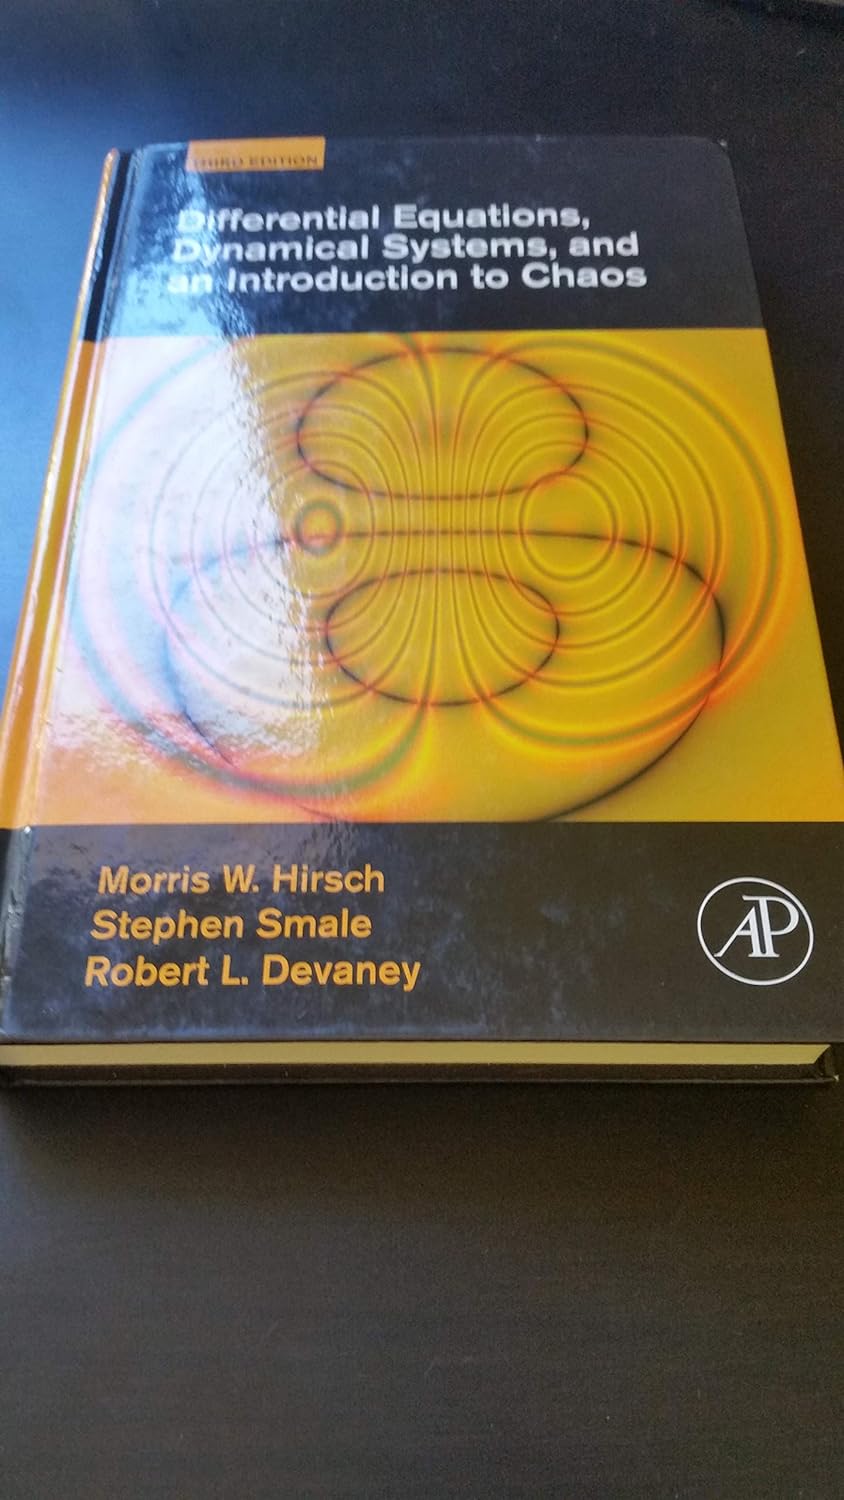 THIRD EDITION
Differential Equations,
Dynamical Systems, and
an Introduction to Chaos
Morris W. Hirsch
Stephen Smale
Robert L. Devaney
AP